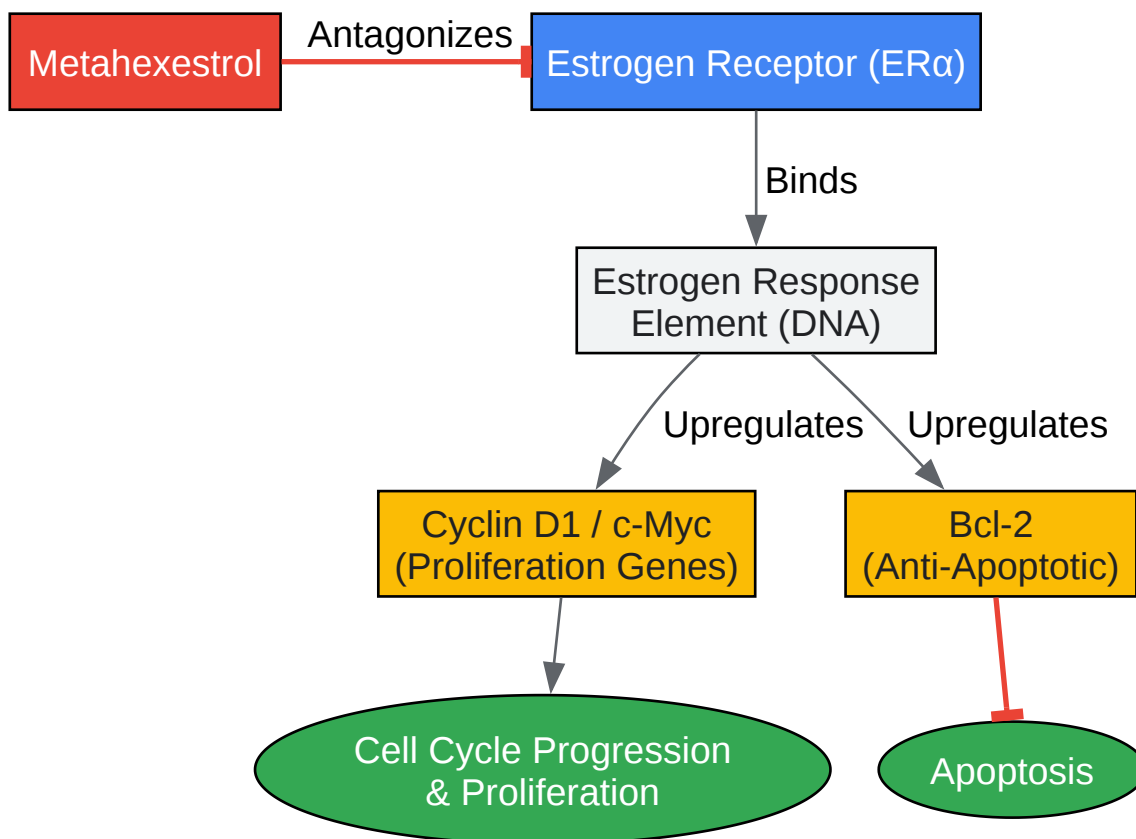 Metahexestrol
Antagonizes
Estrogen Receptor (ERα)
Binds
Estrogen Response
Element (DNA)
Upregulates
Upregulates
Cyclin D1 / c-Myc
(Proliferation Genes)
Bcl-2
(Anti-Apoptotic)
Cell Cycle Progression
& Proliferation
Apoptosis